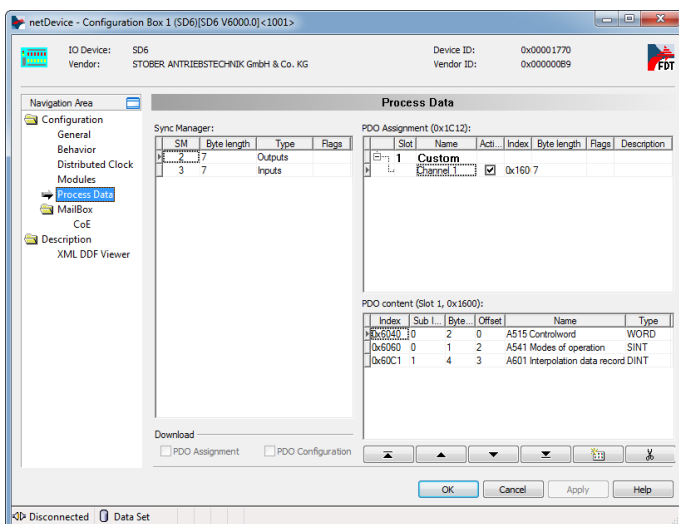 netDevice - Configuration Box 1 (SD6)[SD6 V6000.0]<1001>
IO Device: SD6 Device ID: 0x00001770
Vendor: STOBER ANTRIEBSTECHNIK GmbH & Co. KG Vendor ID: 0x000000B9
FDT
Navigation Area
Configuration
General
Behavior
Distributed Clock
Modules
Process Data
MailBox
CoE
Description
XML DDF Viewer
Process Data
Sync Manager:
SM Byte length Type Flags
2 7 Outputs
3 7 Inputs
Download
PDO Assignment PDO Configuration
PDO Assignment (0x1C12):
Slot Name Acti... Index Byte length Flags Description
1 Custom
Channel 1 0x160 7
PDO content (Slot 1, 0x1600):
Index Sub I... Byte... Offset Name Type
0x6040 0 2 0 A515 Controlword WORD
0x6060 0 1 2 A541 Modes of operation SINT
0x60C1 1 4 3 A601 Interpolation data record DINT
OK Cancel Apply Help
Disconnected Data Set